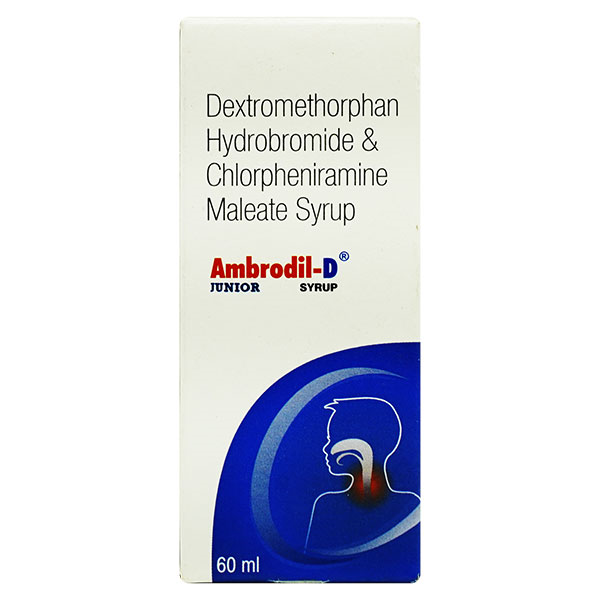 Dextromethorphan
Hydrobromide &
Chlorpheniramine
Maleate Syrup
Ambrodil-D®
JUNIOR SYRUP
60 ml